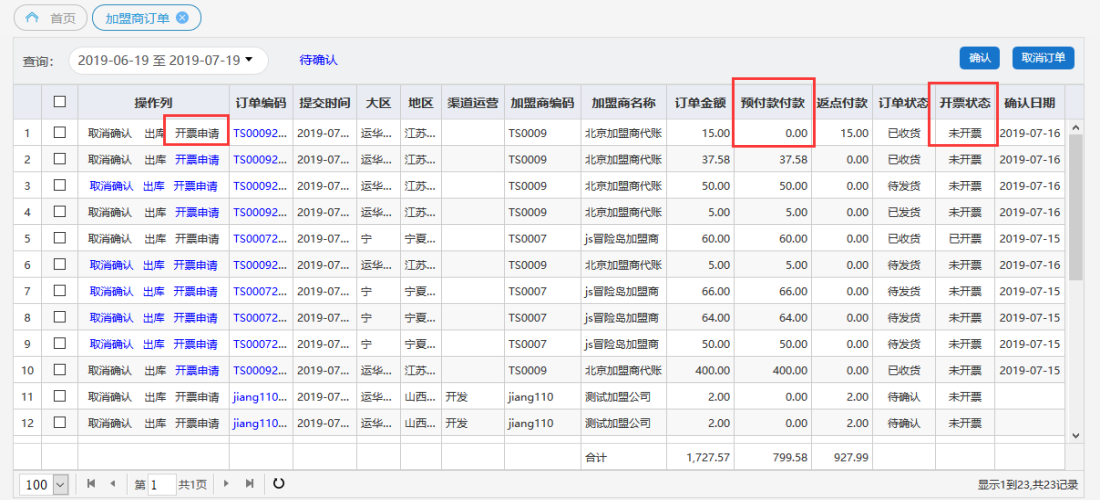 首页 加盟商订单
查询: 2019-06-19 至 2019-07-19 待确认 确认 取消订单
操作列 订单编码 提交时间 大区 地区 渠道运营 加盟商编码 加盟商名称 订单金额 预付款付款 返点付款 订单状态 开票状态 确认日期
1 取消确认 出库 开票申请 TS00092... 2019-07... 运华... 江苏... TS0009 北京加盟商代账 15.00 0.00 15.00 已收货 未开票 2019-07-16
2 取消确认 出库 开票申请 TS00092... 2019-07... 运华... 江苏... TS0009 北京加盟商代账 37.58 37.58 0.00 已收货 未开票 2019-07-16
3 取消确认 出库 开票申请 TS00092... 2019-07... 运华... 江苏... TS0009 北京加盟商代账 50.00 50.00 0.00 待发货 未开票 2019-07-16
4 取消确认 出库 开票申请 TS00092... 2019-07... 运华... 江苏... TS0009 北京加盟商代账 5.00 5.00 0.00 已发货 未开票 2019-07-16
5 取消确认 出库 开票申请 TS00072... 2019-07... 宁 宁夏... TS0007 js冒险岛加盟商 60.00 60.00 0.00 已收货 已开票 2019-07-15
6 取消确认 出库 开票申请 TS00092... 2019-07... 运华... 江苏... TS0009 北京加盟商代账 5.00 5.00 0.00 待发货 未开票 2019-07-16
7 取消确认 出库 开票申请 TS00072... 2019-07... 宁 宁夏... TS0007 js冒险岛加盟商 66.00 66.00 0.00 待发货 未开票 2019-07-15
8 取消确认 出库 开票申请 TS00072... 2019-07... 宁 宁夏... TS0007 js冒险岛加盟商 64.00 64.00 0.00 待发货 未开票 2019-07-15
9 取消确认 出库 开票申请 TS00072... 2019-07... 宁 宁夏... TS0007 js冒险岛加盟商 50.00 50.00 0.00 待发货 未开票 2019-07-15
10 取消确认 出库 开票申请 TS00092... 2019-07... 运华... 江苏... TS0009 北京加盟商代账 400.00 400.00 0.00 已收货 未开票 2019-07-15
11 取消确认 出库 开票申请 jiang110... 2019-07... 运华... 山西... 开发 jiang110 测试加盟公司 2.00 0.00 2.00 待确认 未开票
12 取消确认 出库 开票申请 jiang110... 2019-07... 运华... 山西... 开发 jiang110 测试加盟公司 2.00 0.00 2.00 待确认 未开票
合计 1,727.57 799.58 927.99
100 第 1 共1页 显示1到23,共23记录